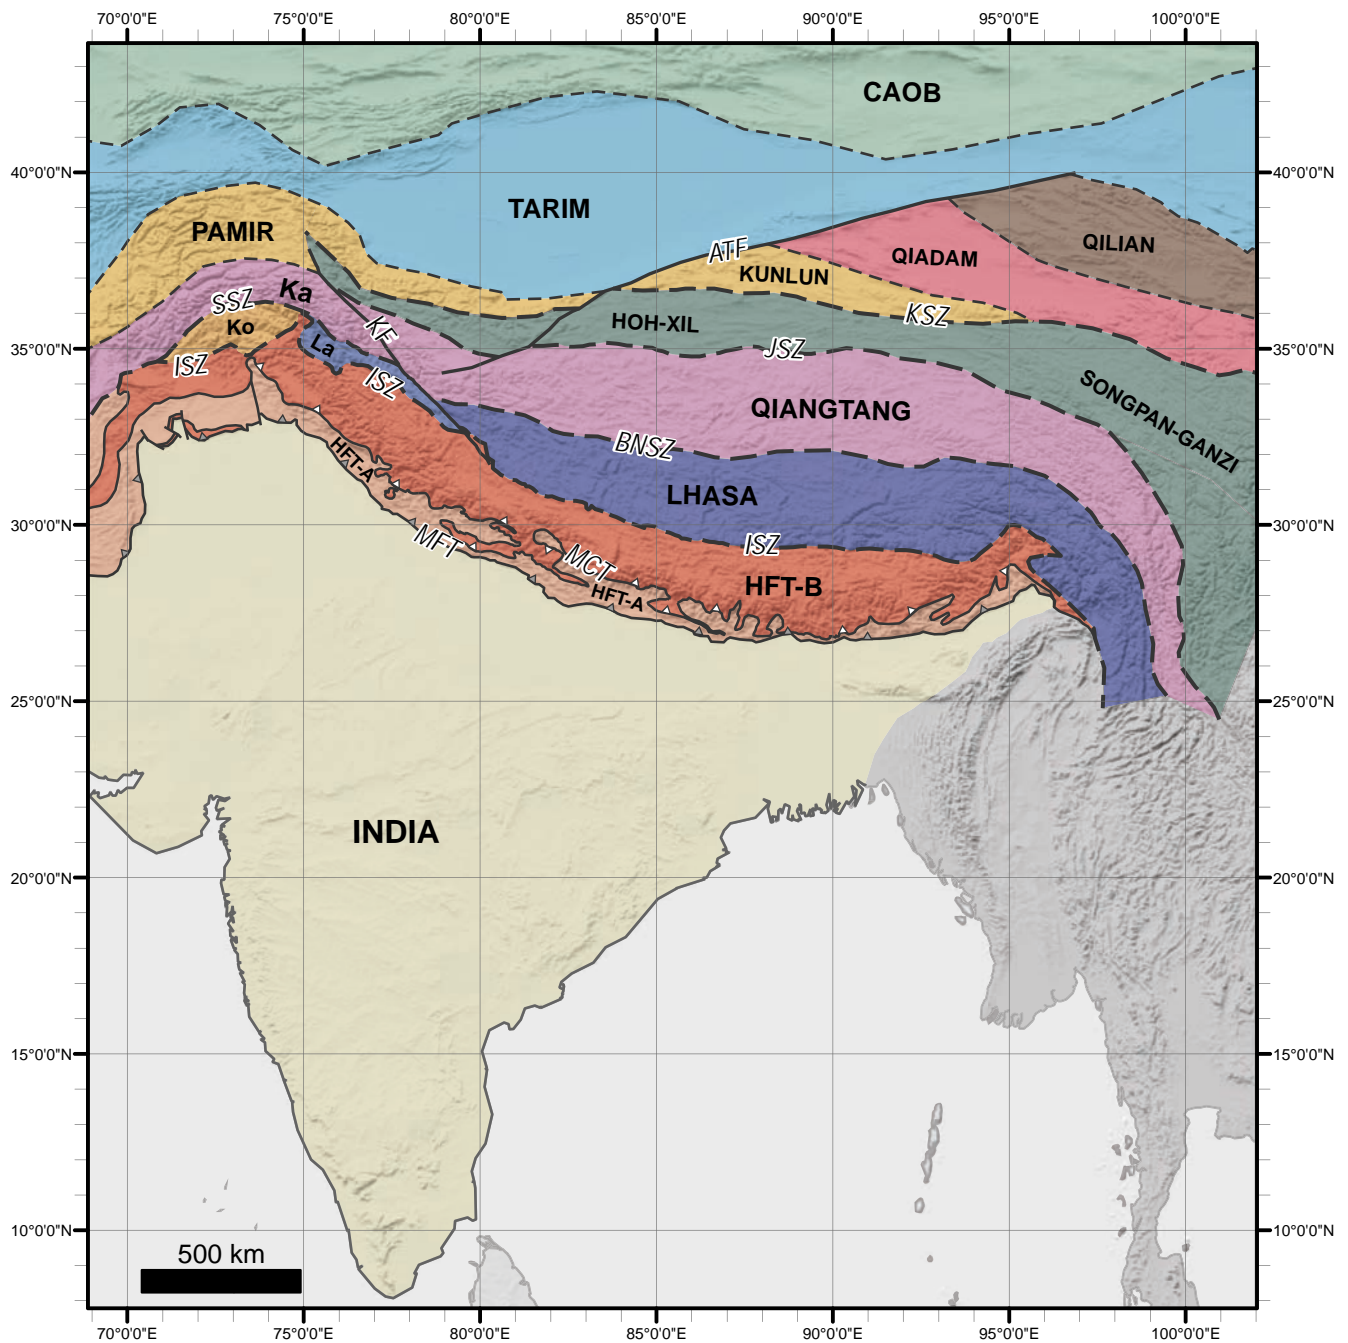 70°0'0"E 75°0'0"E 80°0'0"E 85°0'0"E 90°0'0"E 95°0'0"E 100°0'0"E
CAOB
40°0'0"N 40°0'0"N
TARIM
PAMIR
ATF
QIADAM
QILIAN
KUNLUN
Ka
SSZ
KSZ
Ko
KF
HOH-XIL
La
35°0'0"N JSZ 35°0'0"N
ISZ
ISZ
QIANGTANG
SONGPAN-GANZI
BNSZ
HFT-A
LHASA
30°0'0"N 30°0'0"N
MFT
ISZ
MCT
HFT-B
HFT-A
25°0'0"N 25°0'0"N
INDIA
20°0'0"N 20°0'0"N
15°0'0"N 15°0'0"N
10°0'0"N 10°0'0"N
500 km
70°0'0"E 75°0'0"E 80°0'0"E 85°0'0"E 90°0'0"E 95°0'0"E 100°0'0"E